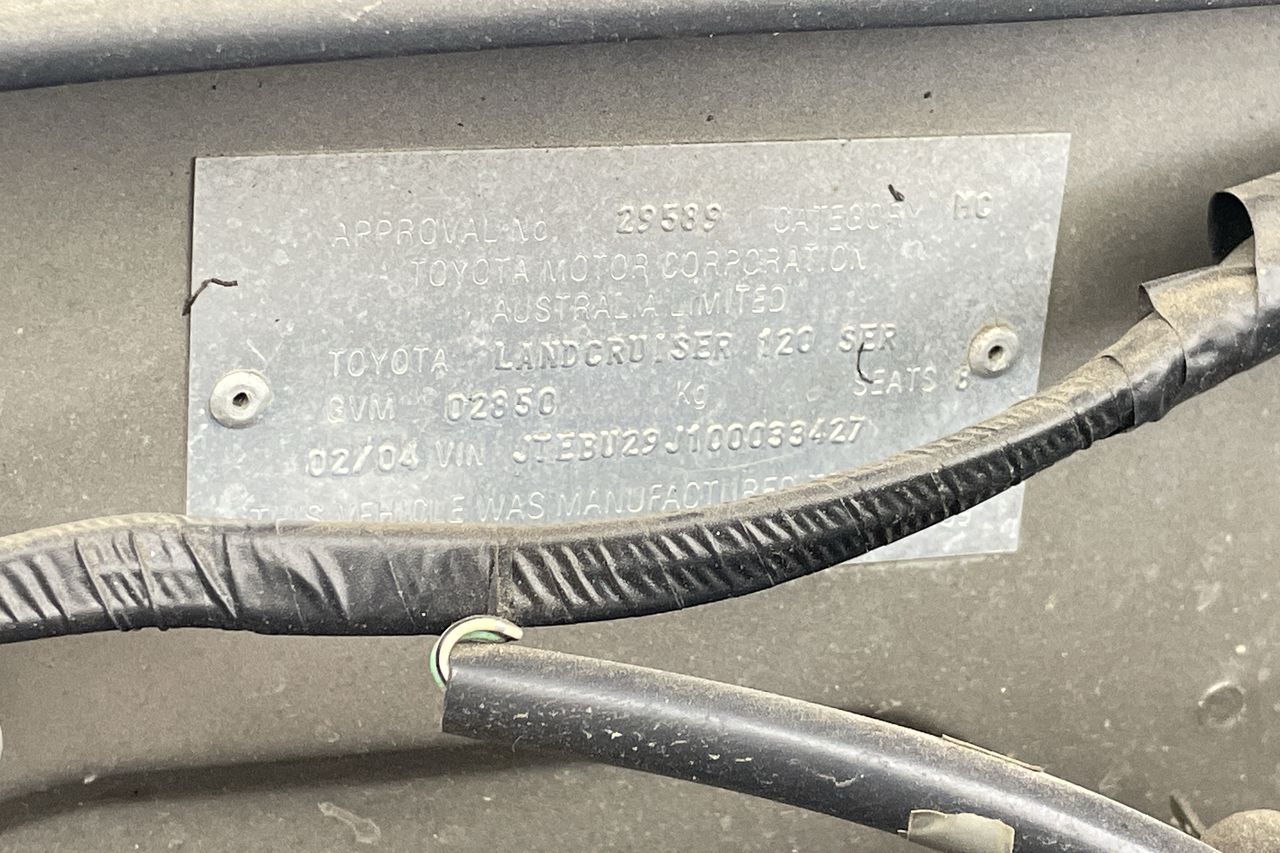 APPROVAL No. 29589 CATEGORY MC
TOYOTA MOTOR CORPORATION
AUSTRALIA LIMITED
TOYOTA LANDCRUISER 120 SER
GVM 02850 Kg SEATS 8
02/04 VIN JTEBU29J100033427
THIS VEHICLE WAS MANUFACTURED